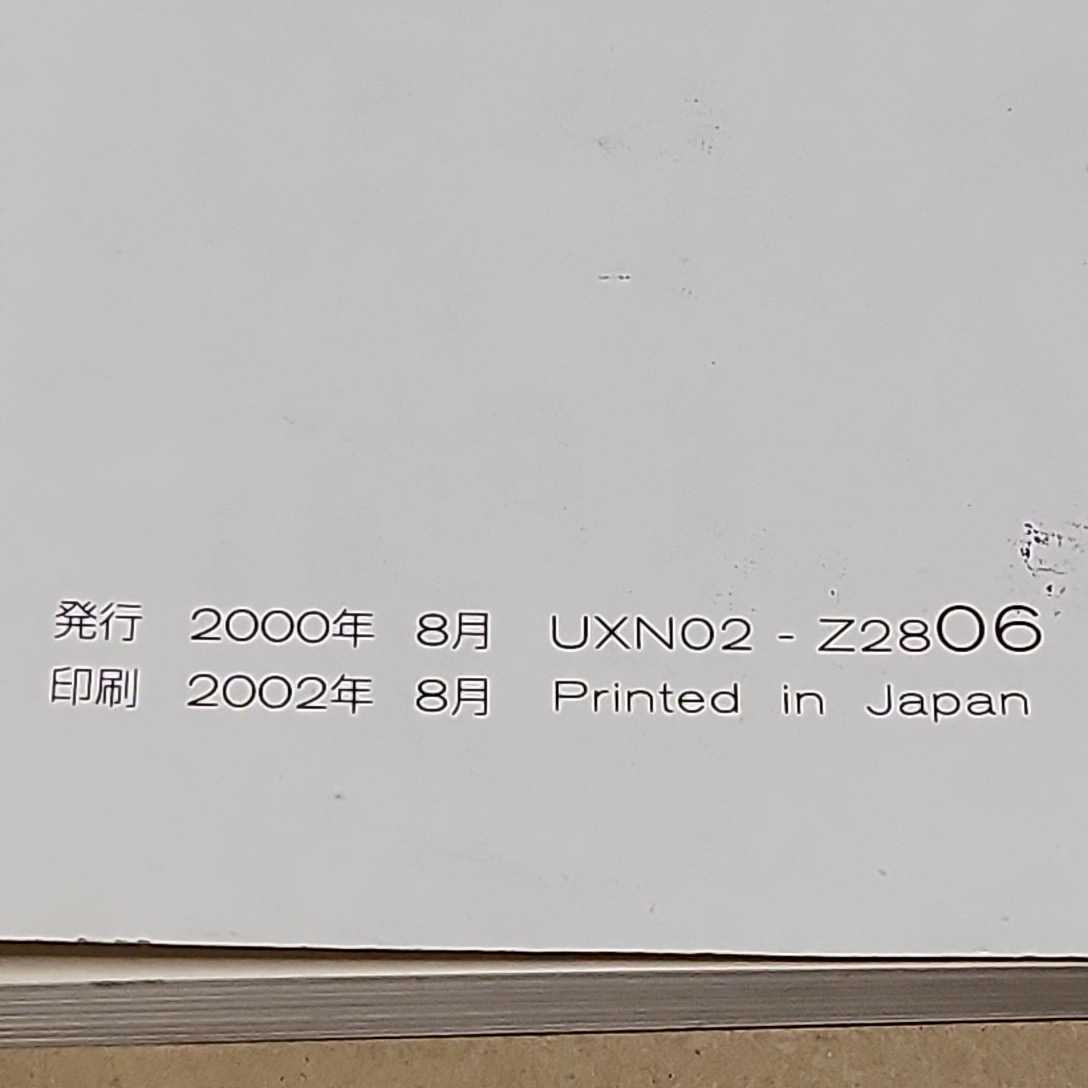 発行 2000年 8月 UXN02 - Z2806
印刷 2002年 8月 Printed in Japan